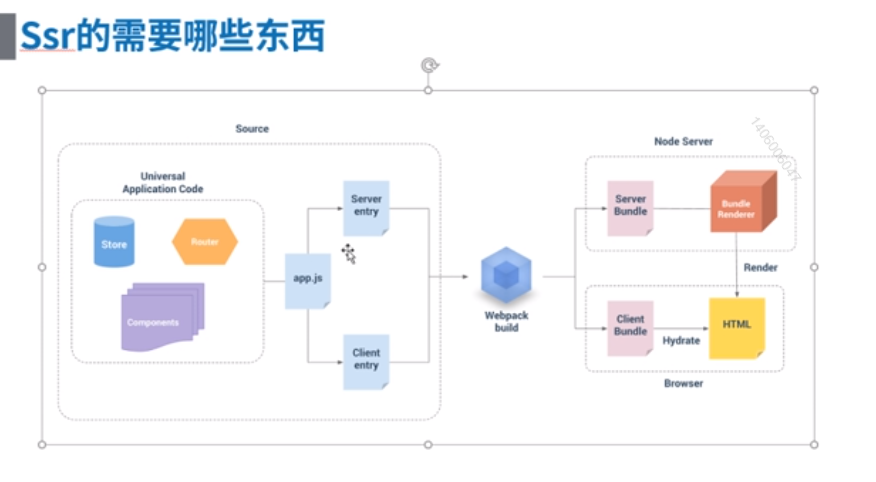 Ssr的需要哪些东西
Source
Universal
Application Code
Store
Router
Components
app.js
Server
entry
Client
entry
Webpack
build
Node Server
Server
Bundle
Bundle
Renderer
Render
Client
Bundle
Hydrate
HTML
Browser
1406006047